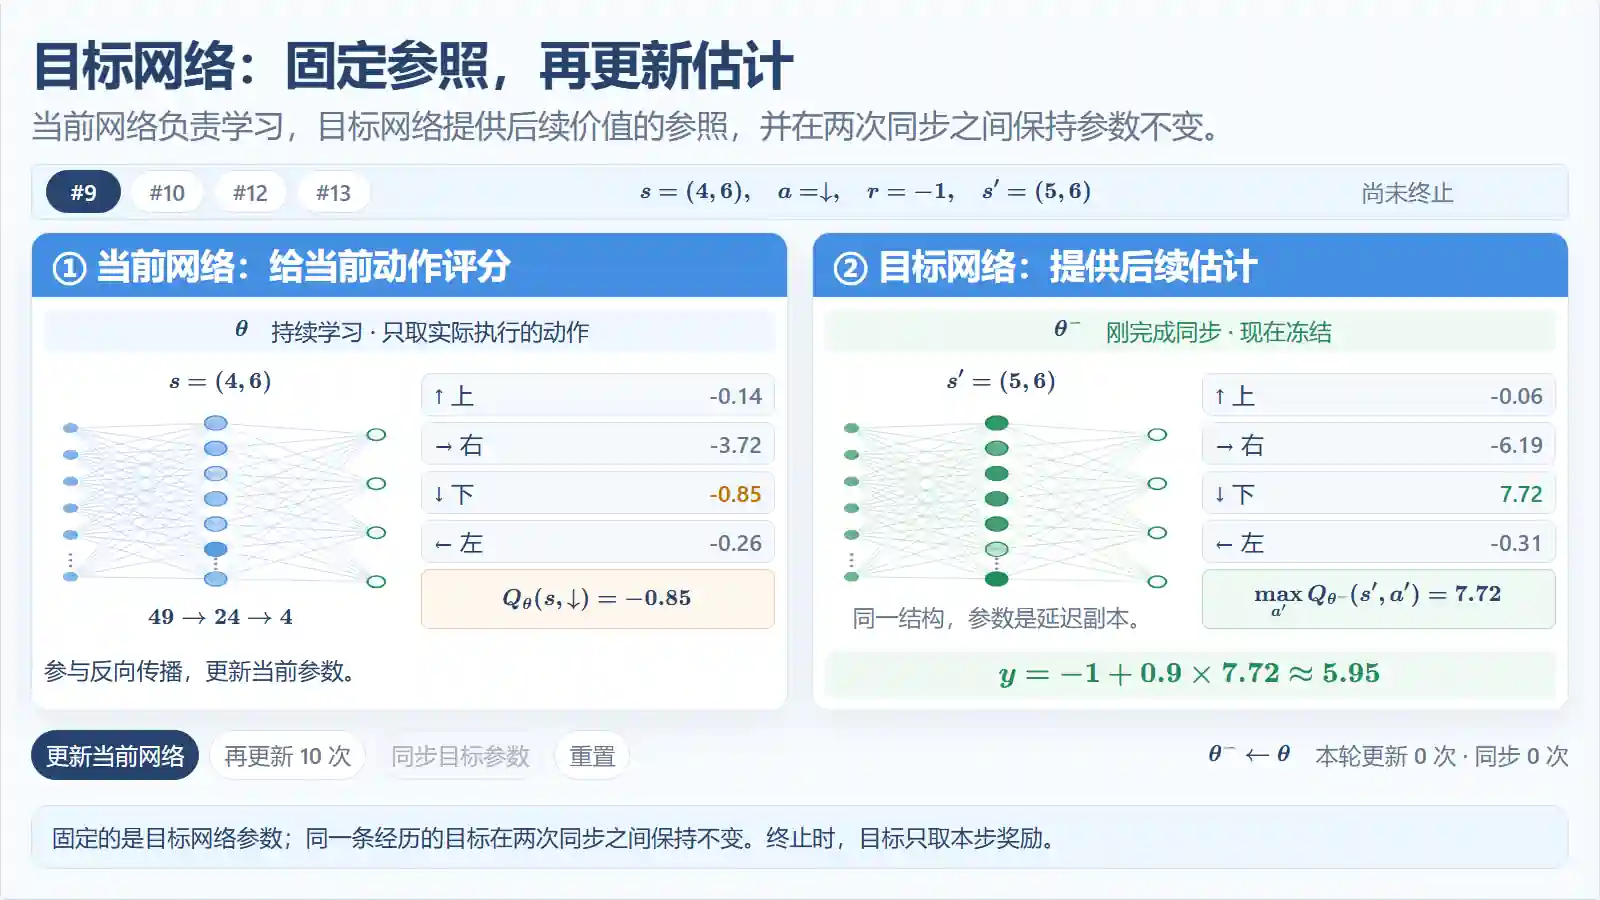 目标网络：固定参照，再更新估计
当前网络负责学习，目标网络提供后续价值的参照，并在两次同步之间保持参数不变。
#9 #10 #12 #13 s = (4, 6), a =↓, r = −1, s′ = (5, 6) 尚未终止
① 当前网络：给当前动作评分
θ 持续学习 · 只取实际执行的动作
s = (4, 6)
↑ 上 -0.14
→ 右 -3.72
↓ 下 -0.85
← 左 -0.26
Qθ(s, ↓) = −0.85
49 → 24 → 4
参与反向传播，更新当前参数。
② 目标网络：提供后续估计
θ⁻ 刚完成同步 · 现在冻结
s′ = (5, 6)
↑ 上 -0.06
→ 右 -6.19
↓ 下 7.72
← 左 -0.31
max Qθ⁻(s′, a′) = 7.72
a′
同一结构，参数是延迟副本。
y = −1 + 0.9 × 7.72 ≈ 5.95
更新当前网络 再更新 10 次 同步目标参数 重置 θ⁻ ← θ 本轮更新 0 次 · 同步 0 次
固定的是目标网络参数；同一条经历的目标在两次同步之间保持不变。终止时，目标只取本步奖励。